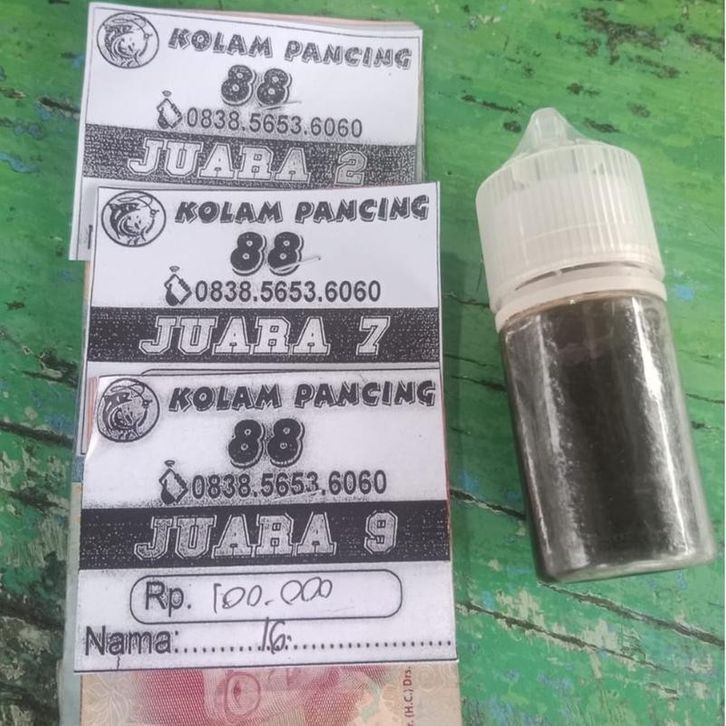 KOLAM PANCING
88
0838.5653.6060
JUARA 2
KOLAM PANCING
88
0838.5653.6060
JUARA 7
KOLAM PANCING
88
0838.5653.6060
JUARA 9
Rp. 100.000
Nama:.......16...................
(H.C.) Drs.